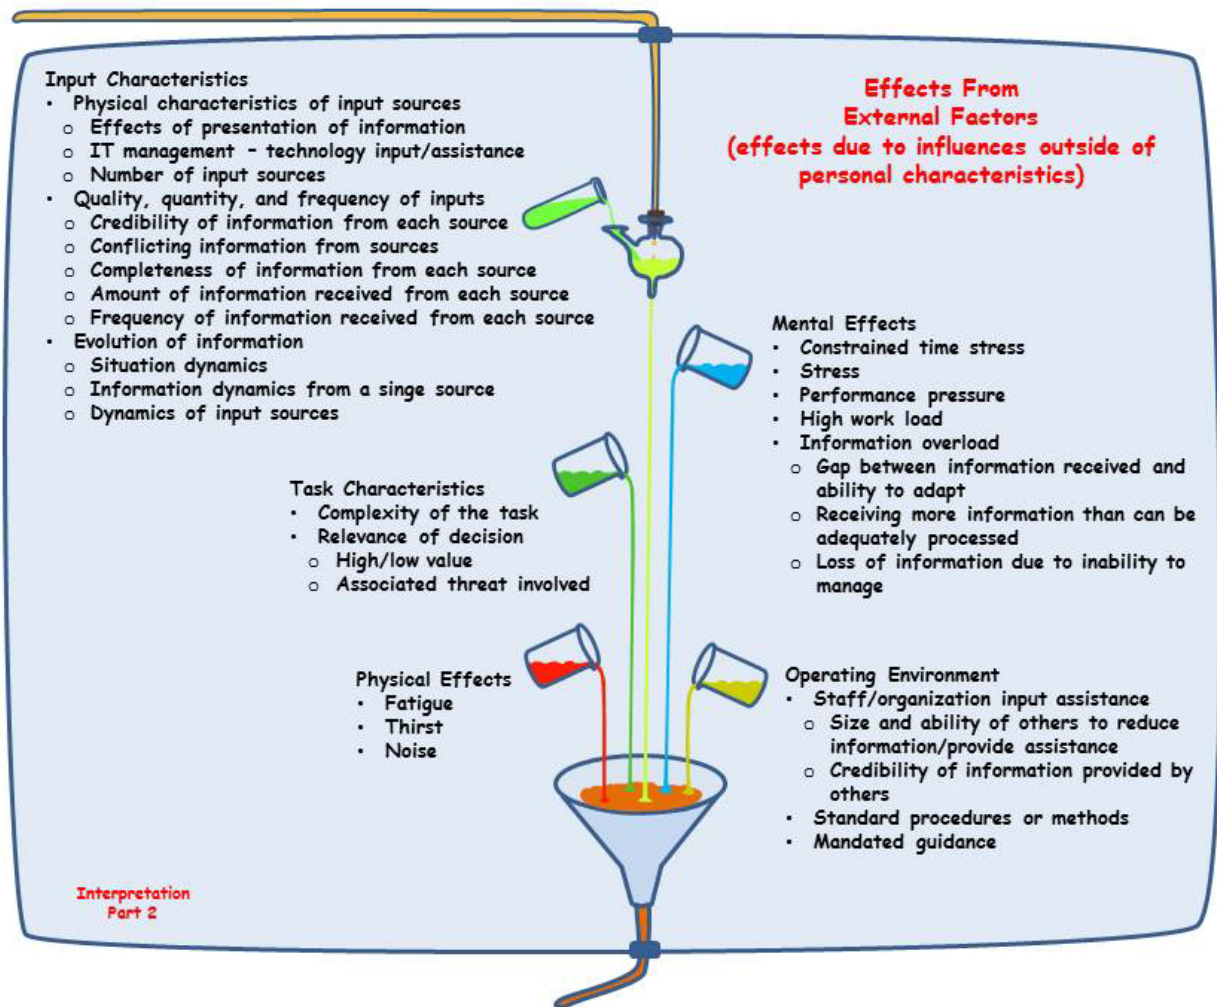 Input Characteristics
• Physical characteristics of input sources
o Effects of presentation of information
o IT management – technology input/assistance
o Number of input sources
• Quality, quantity, and frequency of inputs
o Credibility of information from each source
o Conflicting information from sources
o Completeness of information from each source
o Amount of information received from each source
o Frequency of information received from each source
• Evolution of information
o Situation dynamics
o Information dynamics from a singe source
o Dynamics of input sources
Effects From
External Factors
(effects due to influences outside of
personal characteristics)
Mental Effects
• Constrained time stress
• Stress
• Performance pressure
• High work load
• Information overload
o Gap between information received and
ability to adapt
o Receiving more information than can be
adequately processed
o Loss of information due to inability to
manage
Task Characteristics
• Complexity of the task
• Relevance of decision
o High/low value
o Associated threat involved
Physical Effects
• Fatigue
• Thirst
• Noise
Operating Environment
• Staff/organization input assistance
o Size and ability of others to reduce
information/provide assistance
o Credibility of information provided by
others
• Standard procedures or methods
• Mandated guidance
Interpretation
Part 2